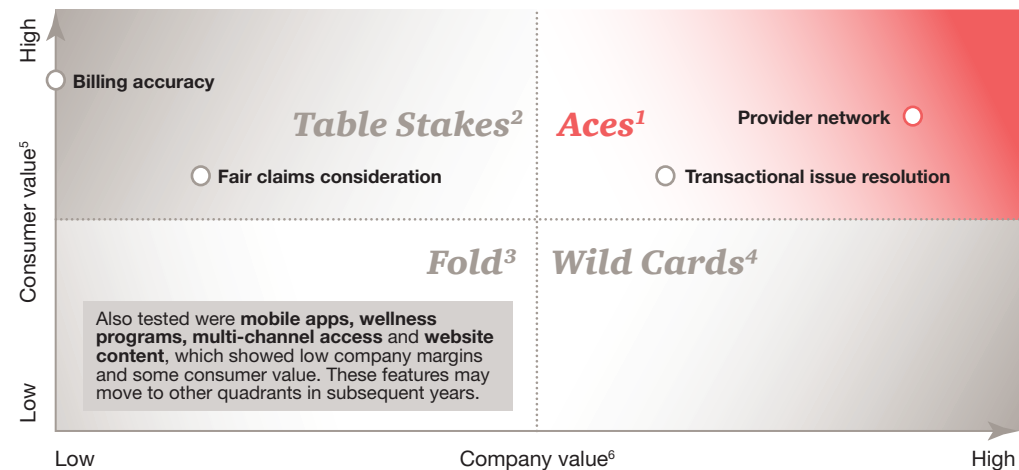 High
Billing accuracy
Table Stakes²
Aces¹
Provider network
Fair claims consideration
Transactional issue resolution
Consumer value⁵
Fold³
Wild Cards⁴
Also tested were mobile apps, wellness
programs, multi-channel access and website
content, which showed low company margins
and some consumer value. These features may
move to other quadrants in subsequent years.
Low
Low
Company value⁶
High